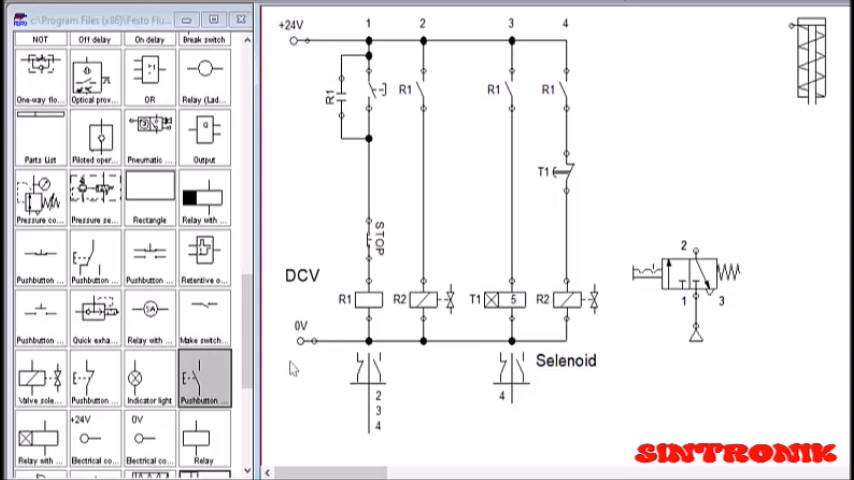 c:\Program Files (x86)\Festo Flu...
NOT
Off delay
On delay
Break switch
One-way flo...
Optical prox...
OR
Relay (Lad...
Parts List
Piloted oper...
Pneumatic ...
Output
Pressure co...
Pressure se...
Rectangle
Relay with ...
Pushbutton ...
Pushbutton ...
Pushbutton ...
Retentive o...
Pushbutton ...
Quick exha...
Relay with ...
Make switch...
Valve sole...
Pushbutton ...
Indicator light
Pushbutton ...
+24V
0V
Relay with ...
Electrical co...
Electrical co...
Relay
+24V
1
2
3
4
R1
R1
R1
R1
T1
STOP
DCV
R1
R2
T1
5
R2
0V
Selenoid
2
3
4
4
2
1
3
SINTRONIK